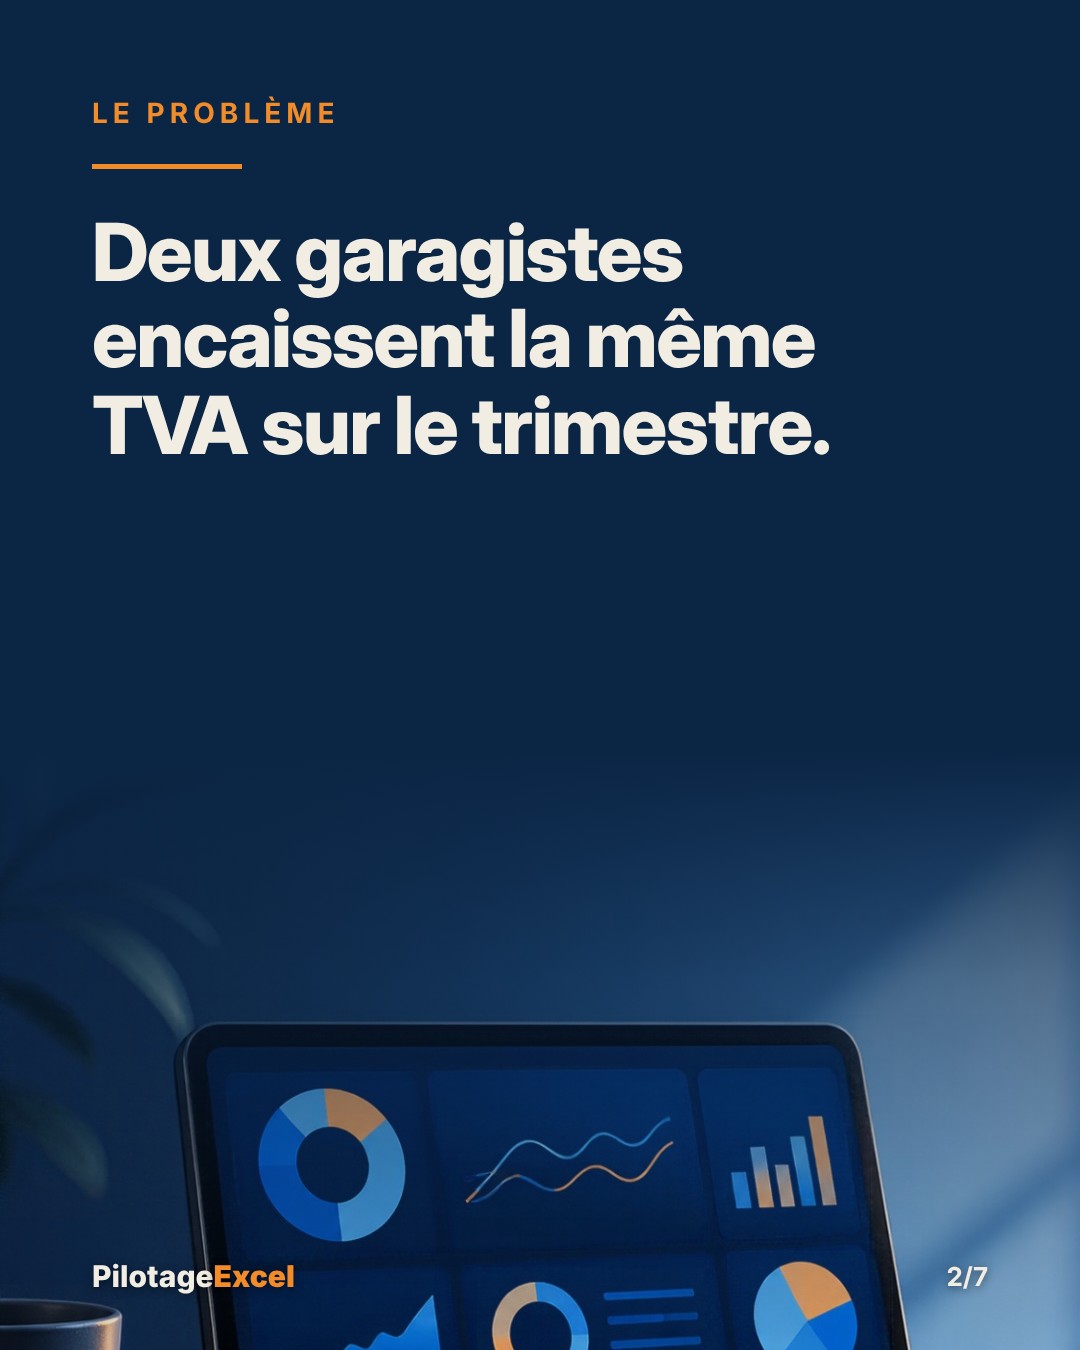 LE PROBLÈME
Deux garagistes
encaissent la même
TVA sur le trimestre.
PilotageExcel
2/7